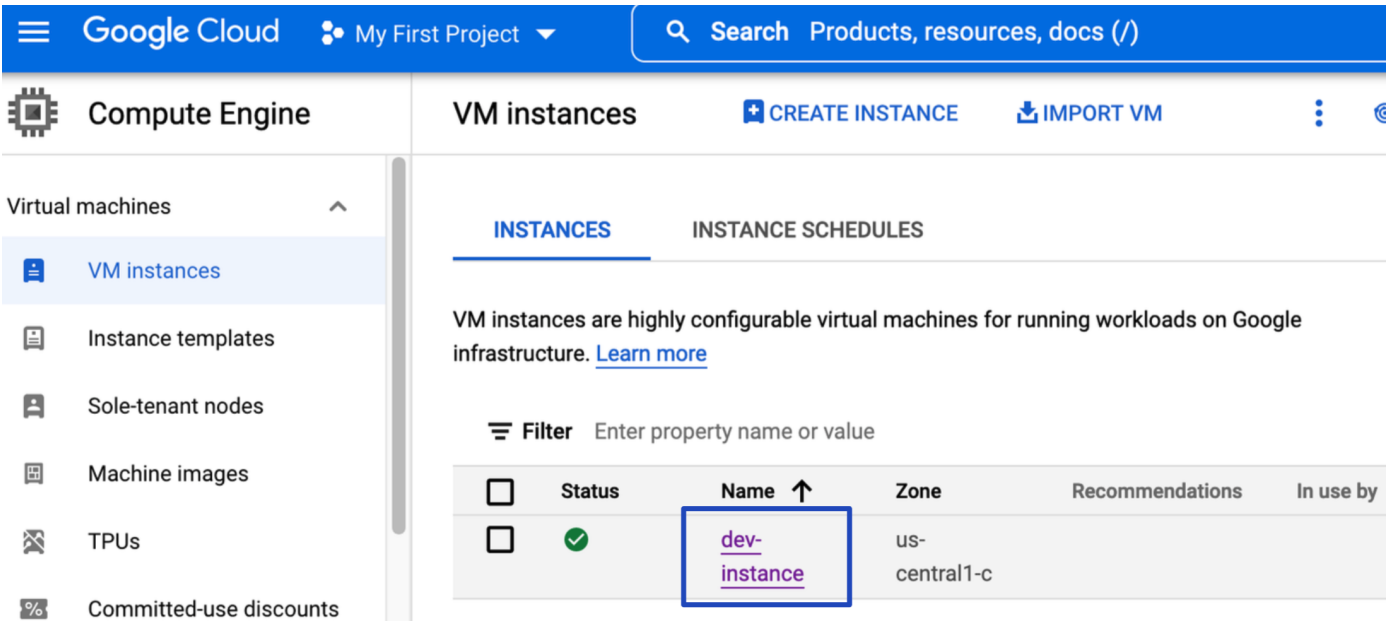 Google Cloud My First Project Search Products, resources, docs (/)
Compute Engine
VM instances CREATE INSTANCE IMPORT VM
Virtual machines
VM instances
Instance templates
Sole-tenant nodes
Machine images
TPUs
% Committed-use discounts
INSTANCES INSTANCE SCHEDULES
VM instances are highly configurable virtual machines for running workloads on Google
infrastructure. Learn more
Filter Enter property name or value
Status Name Zone Recommendations In use by
dev-
instance
us-
central1-c